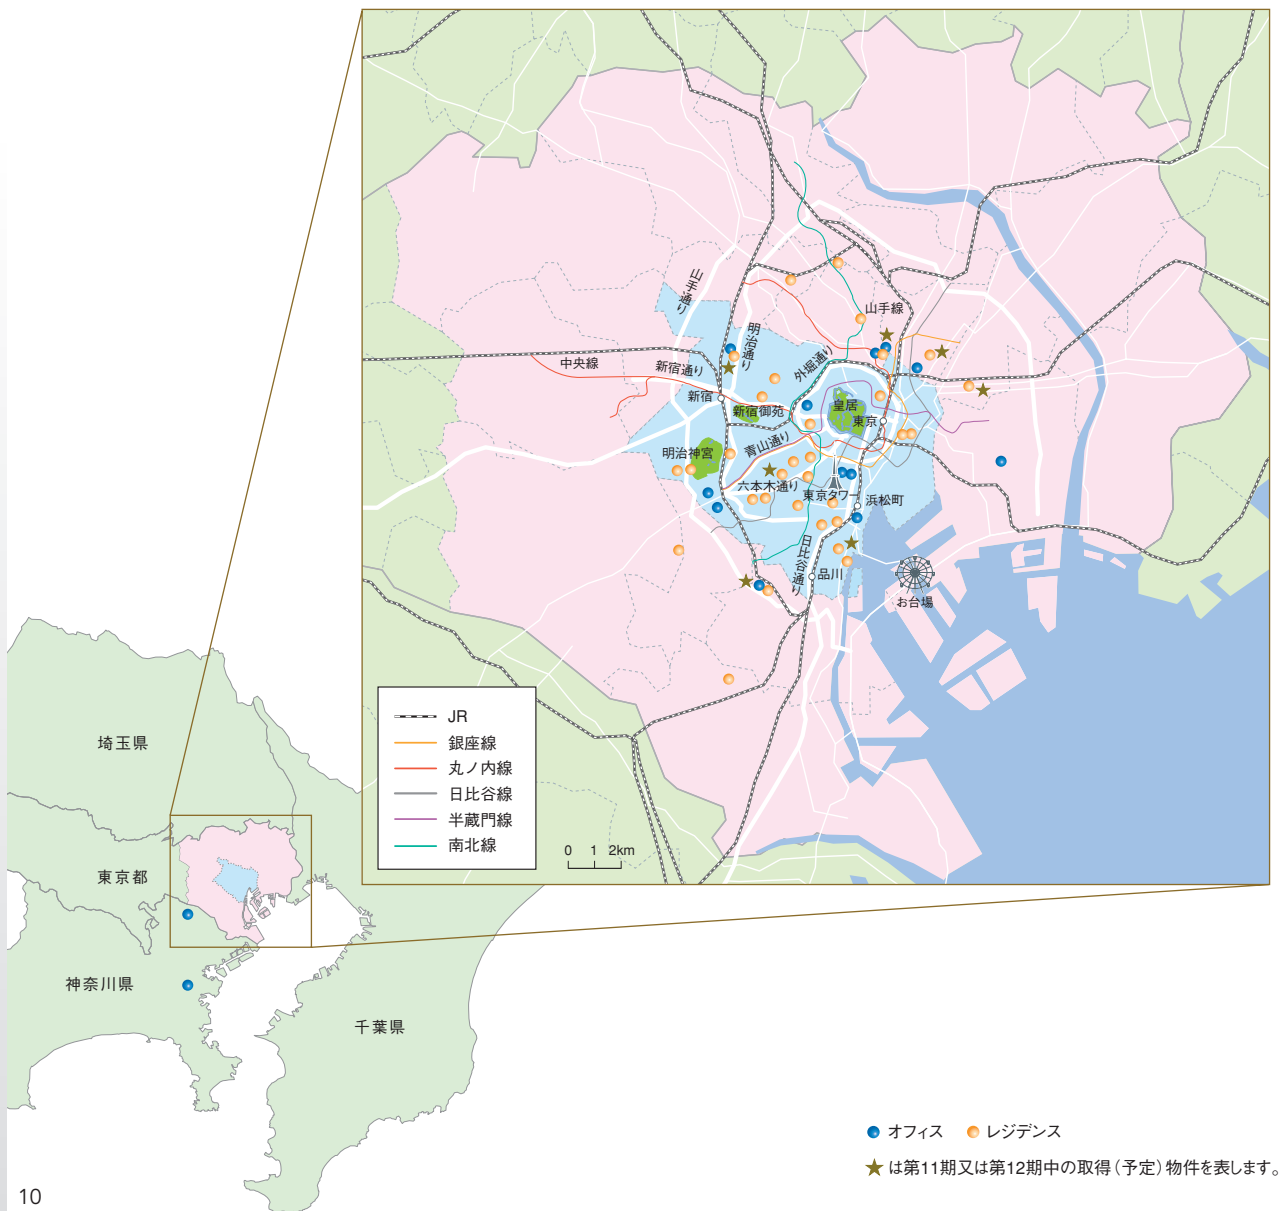 山手通り
明治通り
山手線
外堀通り
中央線
新宿通り
新宿
新宿御苑
皇居
東京
青山通り
明治神宮
六本木通り
東京タワー
浜松町
日比谷通り
品川
お台場
JR
銀座線
丸ノ内線
日比谷線
半蔵門線
南北線
0 1 2km
埼玉県
東京都
神奈川県
千葉県
オフィス レジデンス
★は第11期又は第12期中の取得(予定)物件を表します。
10